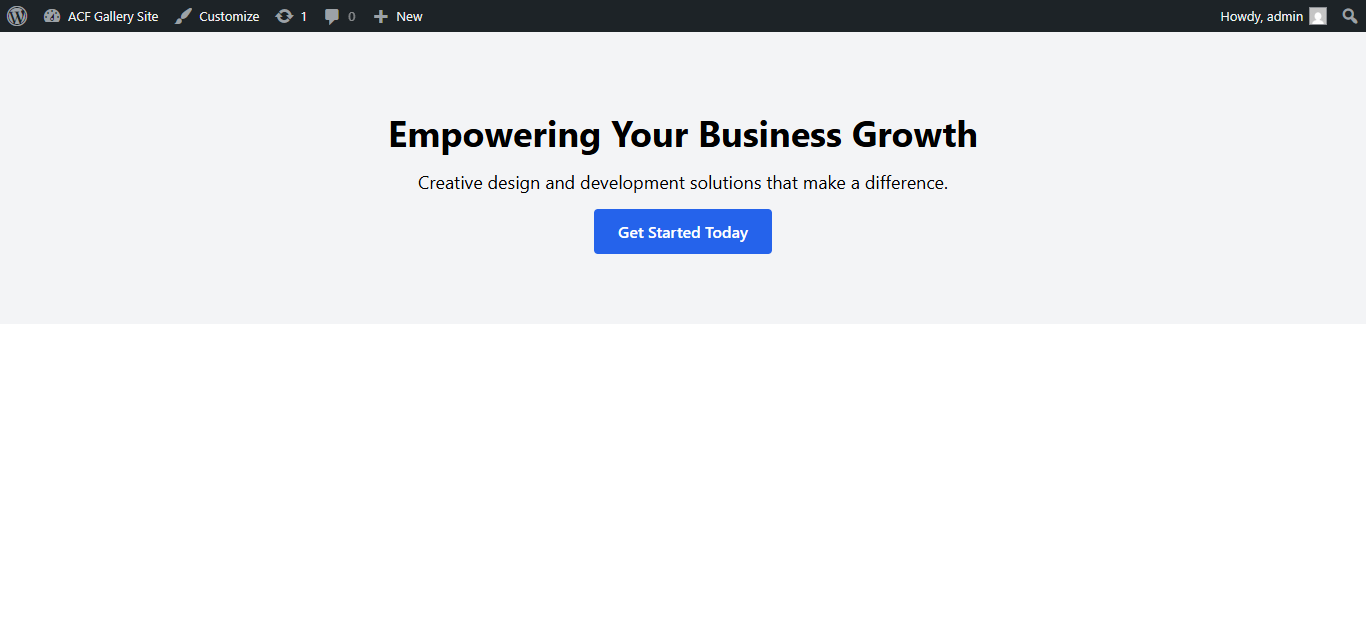 ACF Gallery Site Customize 1 0 New Howdy, admin
Empowering Your Business Growth
Creative design and development solutions that make a difference.
Get Started Today